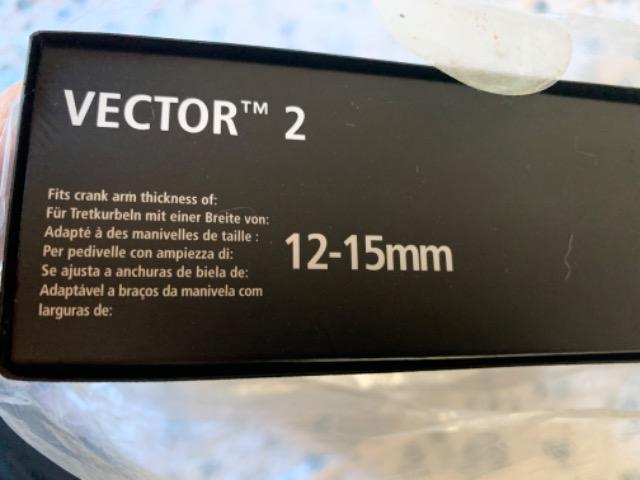 VECTOR™ 2
Fits crank arm thickness of:
Für Tretkurbeln mit einer Breite von:
Adapté à des manivelles de taille :
Per pedivelle con ampiezza di:
Se ajusta a anchuras de biela de:
Adaptável a braços da manivela com
larguras de:
12-15mm